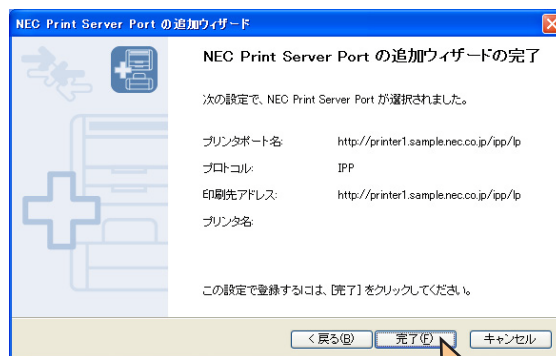 NEC Print Server Port の追加ウィザード
NEC Print Server Port の追加ウィザードの完了
次の設定で、NEC Print Server Port が選択されました。
プリンタポート名: http://printer1.sample.nec.co.jp/ipp/lp
プロトコル: IPP
印刷先アドレス: http://printer1.sample.nec.co.jp/ipp/lp
プリンタ名:
この設定で登録するには、[完了] をクリックしてください。
< 戻る(B) 完了(F) キャンセル